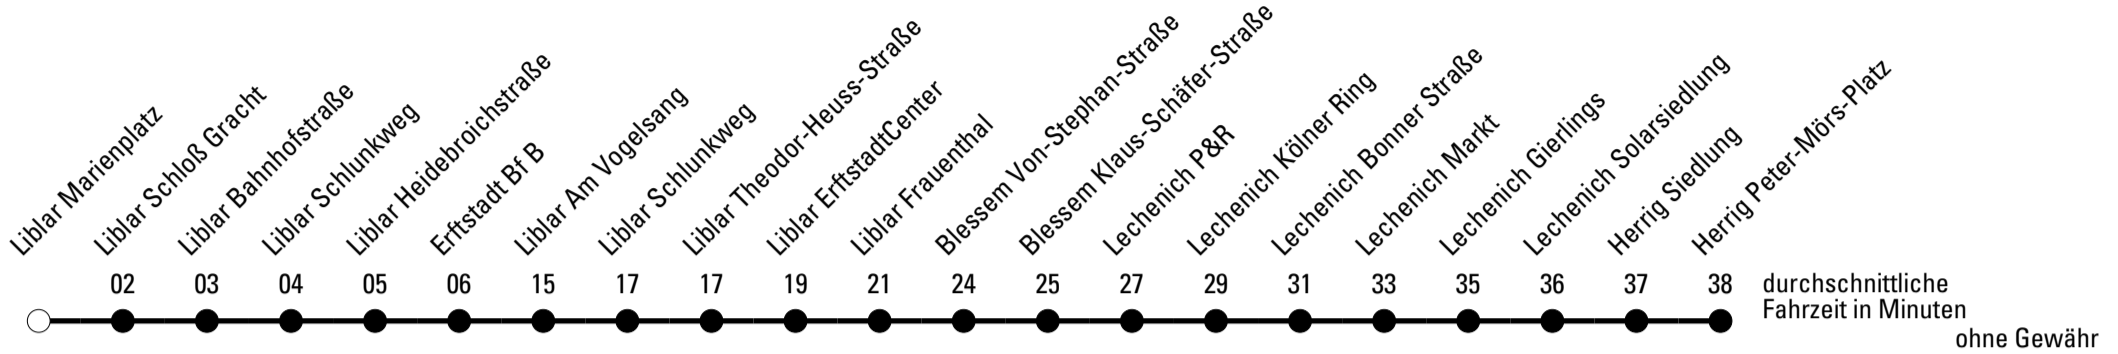 Liblar Marienplatz
Liblar Schloß Gracht
Liblar Bahnhofstraße
Liblar Schlunkweg
Liblar Heidebroichstraße
Erftstadt Bf B
Liblar Am Vogelsang
Liblar Schlunkweg
Liblar Theodor-Heuss-Straße
Liblar ErftstadtCenter
Liblar Frauenthal
Blessem Von-Stephan-Straße
Blessem Klaus-Schäfer-Straße
Lechenich P&R
Lechenich Kölner Ring
Lechenich Bonner Straße
Lechenich Markt
Lechenich Gierlings
Lechenich Solarsiedlung
Herrig Siedlung
Herrig Peter-Mörs-Platz
02 03 04 05 06 15 17 17 19 21 24 25 27 29 31 33 35 36 37 38 durchschnittliche
Fahrzeit in Minuten
ohne Gewähr